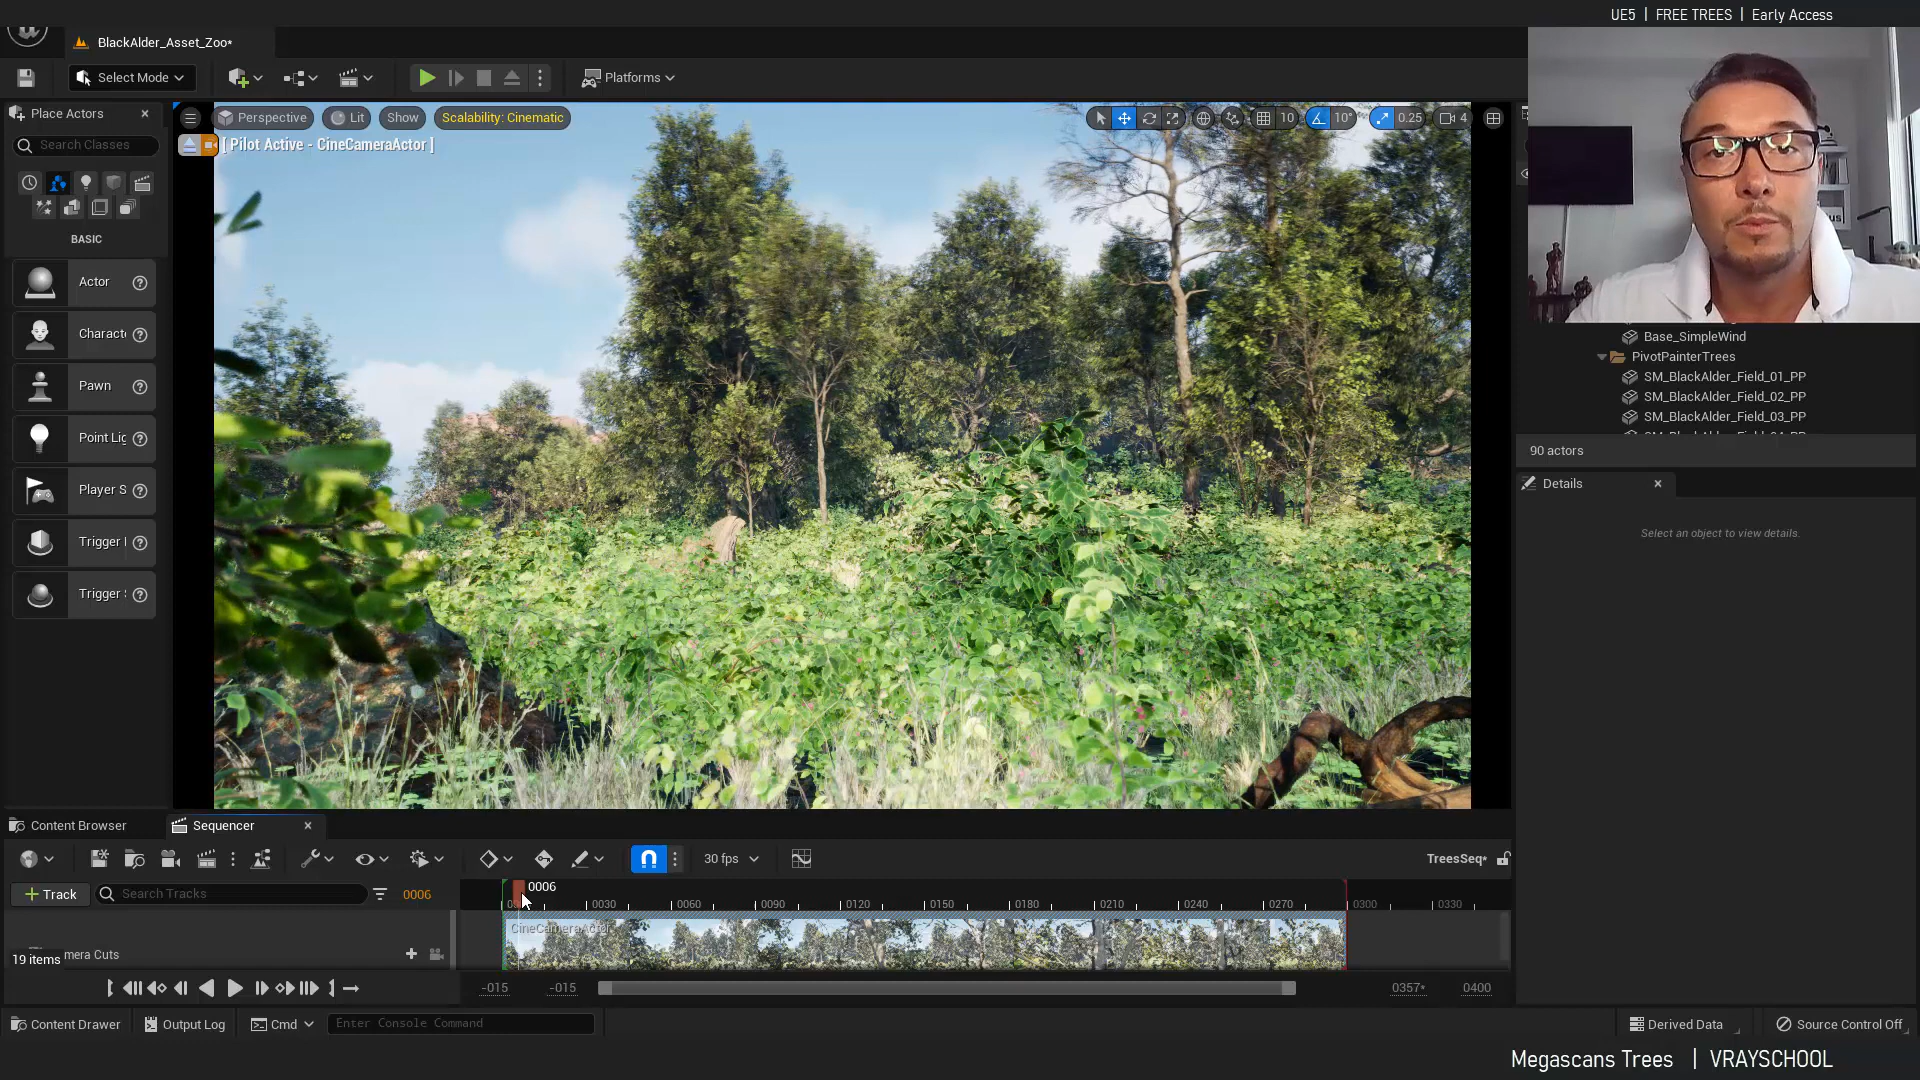 UE5 | FREE TREES | Early Access
BlackAlder_Asset_Zoo*
Select Mode
Platforms
Place Actors
Search Classes
BASIC
Actor
Charact
Pawn
Point Lig
Player S
Trigger
Trigger
Perspective
Lit
Show
Scalability: Cinematic
10
10°
0.25
4
[ Pilot Active - CineCameraActor ]
Base_SimpleWind
PivotPainterTrees
SM_BlackAlder_Field_01_PP
SM_BlackAlder_Field_02_PP
SM_BlackAlder_Field_03_PP
90 actors
Details
Select an object to view details.
Content Browser
Sequencer
30 fps
TreesSeq*
+ Track
Search Tracks
0006
0006
0030
0060
0090
0120
0150
0180
0210
0240
0270
0300
0330
CineCameraActor
19 items
mera Cuts
-015
-015
0357*
0400
Content Drawer
Output Log
Cmd
Enter Console Command
Derived Data
Source Control Off
Megascans Trees | VRAYSCHOOL